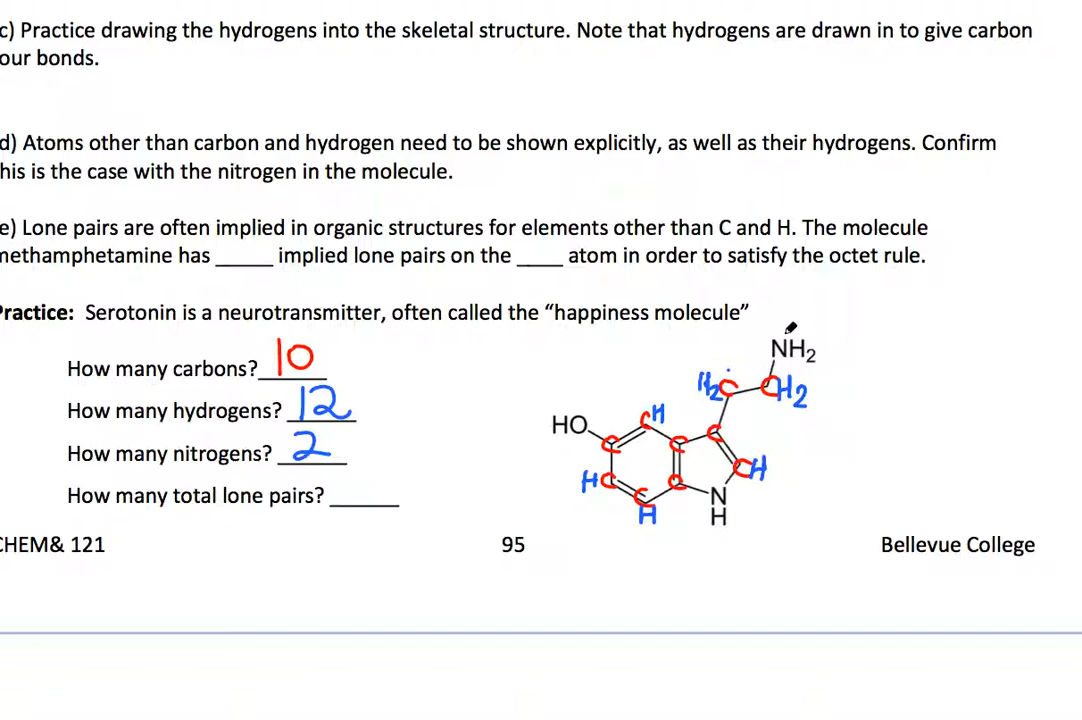 c) Practice drawing the hydrogens into the skeletal structure. Note that hydrogens are drawn in to give carbon
our bonds.
d) Atoms other than carbon and hydrogen need to be shown explicitly, as well as their hydrogens. Confirm
his is the case with the nitrogen in the molecule.
e) Lone pairs are often implied in organic structures for elements other than C and H. The molecule
methamphetamine has _____ implied lone pairs on the ____ atom in order to satisfy the octet rule.
Practice: Serotonin is a neurotransmitter, often called the “happiness molecule”
How many carbons? 10
How many hydrogens? 12
How many nitrogens? 2
How many total lone pairs? ______
NH2
H2C CH2
HO CH
HC CH
C N
H H
CHEM& 121 95 Bellevue College